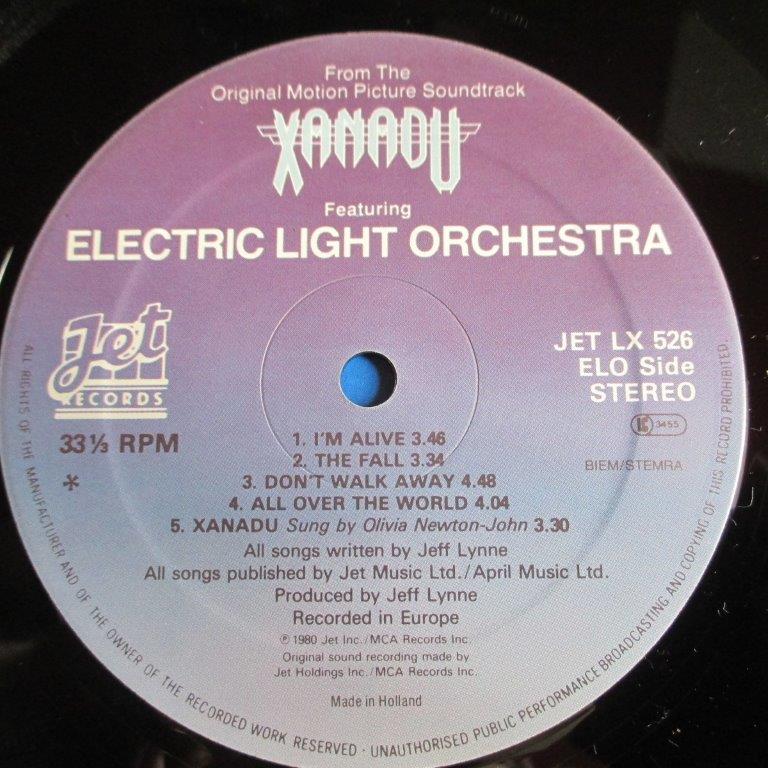 From The
Original Motion Picture Soundtrack
XANADU
Featuring
ELECTRIC LIGHT ORCHESTRA
Jet
RECORDS
JET LX 526
ELO Side
STEREO
33⅓ RPM
*
3455
BIEM/STEMRA
1. I'M ALIVE 3.46
2. THE FALL 3.34
3. DON'T WALK AWAY 4.48
4. ALL OVER THE WORLD 4.04
5. XANADU Sung by Olivia Newton-John 3.30
All songs written by Jeff Lynne
All songs published by Jet Music Ltd./April Music Ltd.
Produced by Jeff Lynne
Recorded in Europe
℗ 1980 Jet Inc./MCA Records Inc.
Original sound recording made by
Jet Holdings Inc./MCA Records Inc.
Made in Holland
ALL RIGHTS OF THE MANUFACTURER AND OF THE OWNER OF THE RECORDED WORK RESERVED · UNAUTHORISED PUBLIC PERFORMANCE BROADCASTING AND COPYING OF THIS RECORD PROHIBITED.